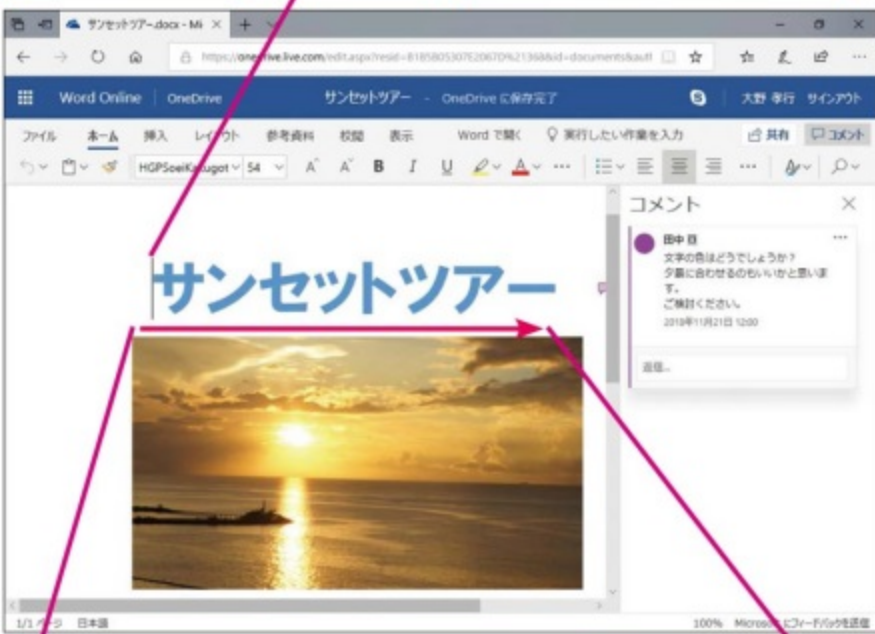 サンセットツアー.docx - Mi
Word Online OneDrive サンセットツアー - OneDrive に保存完了 大野 孝行 サインアウト
ファイル ホーム 挿入 レイアウト 参考資料 校閲 表示 Word で開く 実行したい作業を入力 共有 コメント
54 A A B I U A
コメント
田中 亘
文字の色はどうでしょうか？
夕暮に合わせるのもいいかと思いま
す。
ご検討ください。
2018年11月21日 12:00
返信...
サンセットツアー
1/1 ページ 日本語 100% Microsoft にフィードバックを送信